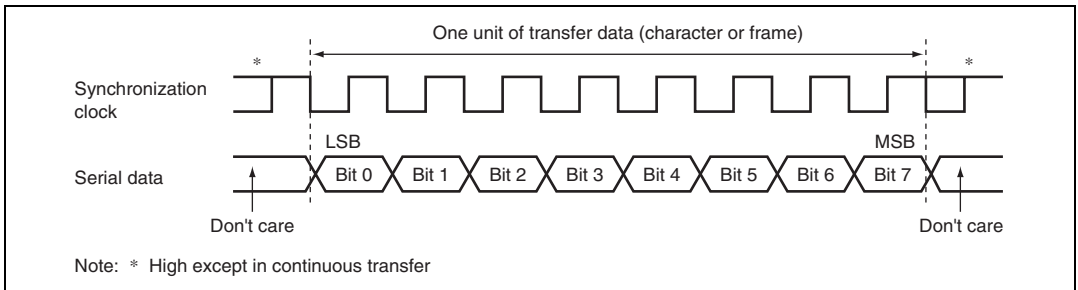 One unit of transfer data (character or frame)
* *
Synchronization
clock
LSB MSB
Serial data Bit 0 Bit 1 Bit 2 Bit 3 Bit 4 Bit 5 Bit 6 Bit 7
Don't care Don't care
Note: * High except in continuous transfer